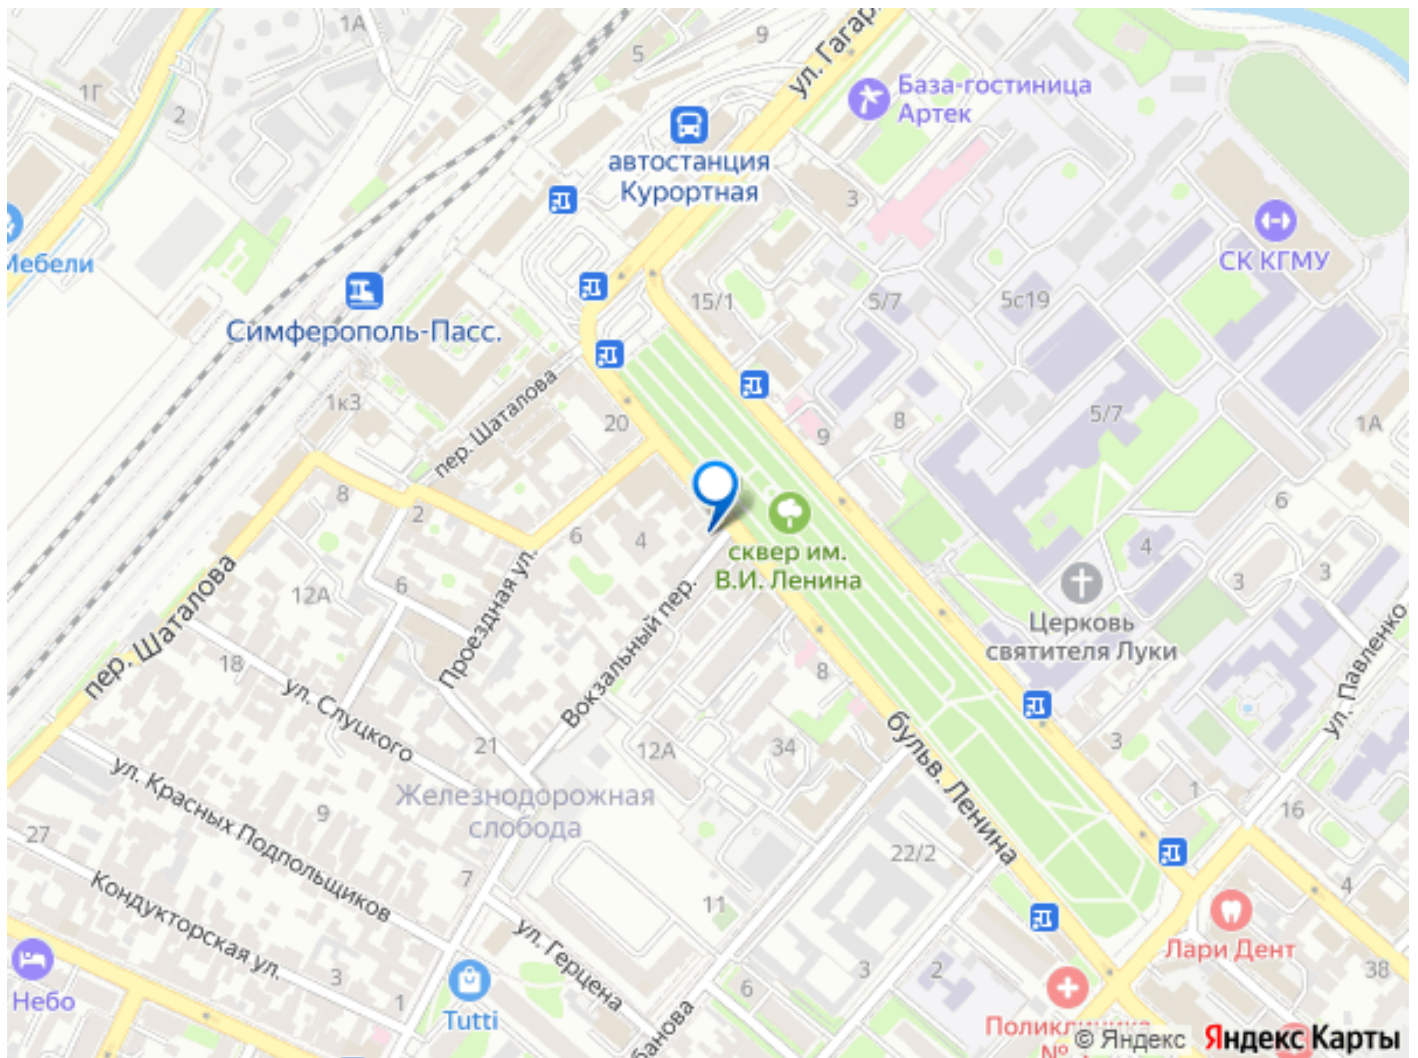 1А
9
5
ул. Гагар
1Г
2
База-гостиница
Артек
автостанция
Курортная
3
Мебели
СК КГМУ
15/1
5/7
5с19
Симферополь-Пасс.
1к3
20
пер. Шаталова
9
8
5/7
1А
8
2
6
4
6
сквер им.
В.И. Ленина
4
3
3
Церковь
святителя Луки
12А
6
пер. Шаталова
Проездная ул.
Вокзальный пер.
18
ул. Слуцкого
8
ул. Павленко
21
12А
34
бульв. Ленина
3
Железнодорожная
слобода
1
16
ул. Красных Подпольщиков
9
27
22/2
7
4
Кондукторская ул.
11
ул. Герцена
Лари Дент
38
Небо
3
1
Tutti
6
3
2
банова
Поликлиника
№
© Яндекс Яндекс Карты